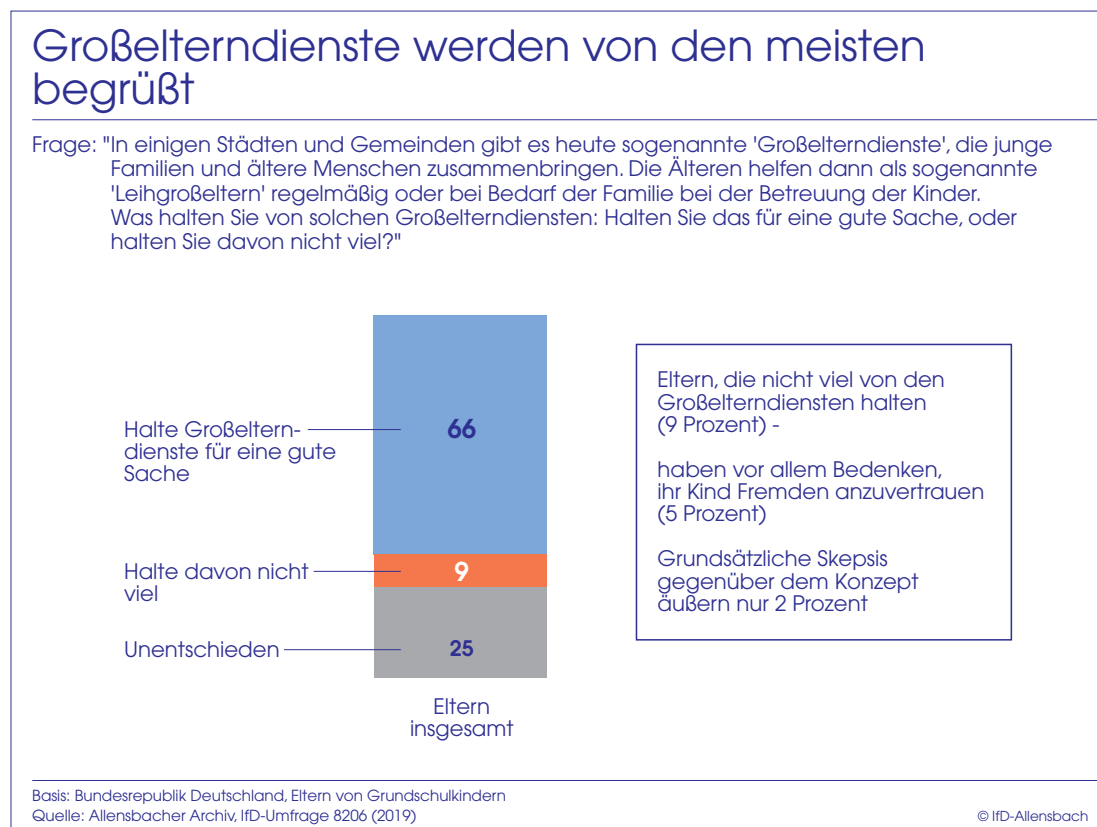 Großelterndienste werden von den meisten
begrüßt
Frage: "In einigen Städten und Gemeinden gibt es heute sogenannte 'Großelterndienste', die junge
Familien und ältere Menschen zusammenbringen. Die Älteren helfen dann als sogenannte
'Leihgroßeltern' regelmäßig oder bei Bedarf der Familie bei der Betreuung der Kinder.
Was halten Sie von solchen Großelterndiensten: Halten Sie das für eine gute Sache, oder
halten Sie davon nicht viel?"
Halte Großeltern-
dienste für eine gute
Sache
66
Halte davon nicht
viel
9
Unentschieden
25
Eltern
insgesamt
Eltern, die nicht viel von den
Großelterndiensten halten
(9 Prozent) -
haben vor allem Bedenken,
ihr Kind Fremden anzuvertrauen
(5 Prozent)
Grundsätzliche Skepsis
gegenüber dem Konzept
äußern nur 2 Prozent
Basis: Bundesrepublik Deutschland, Eltern von Grundschulkindern
Quelle: Allensbacher Archiv, IfD-Umfrage 8206 (2019)
© IfD-Allensbach